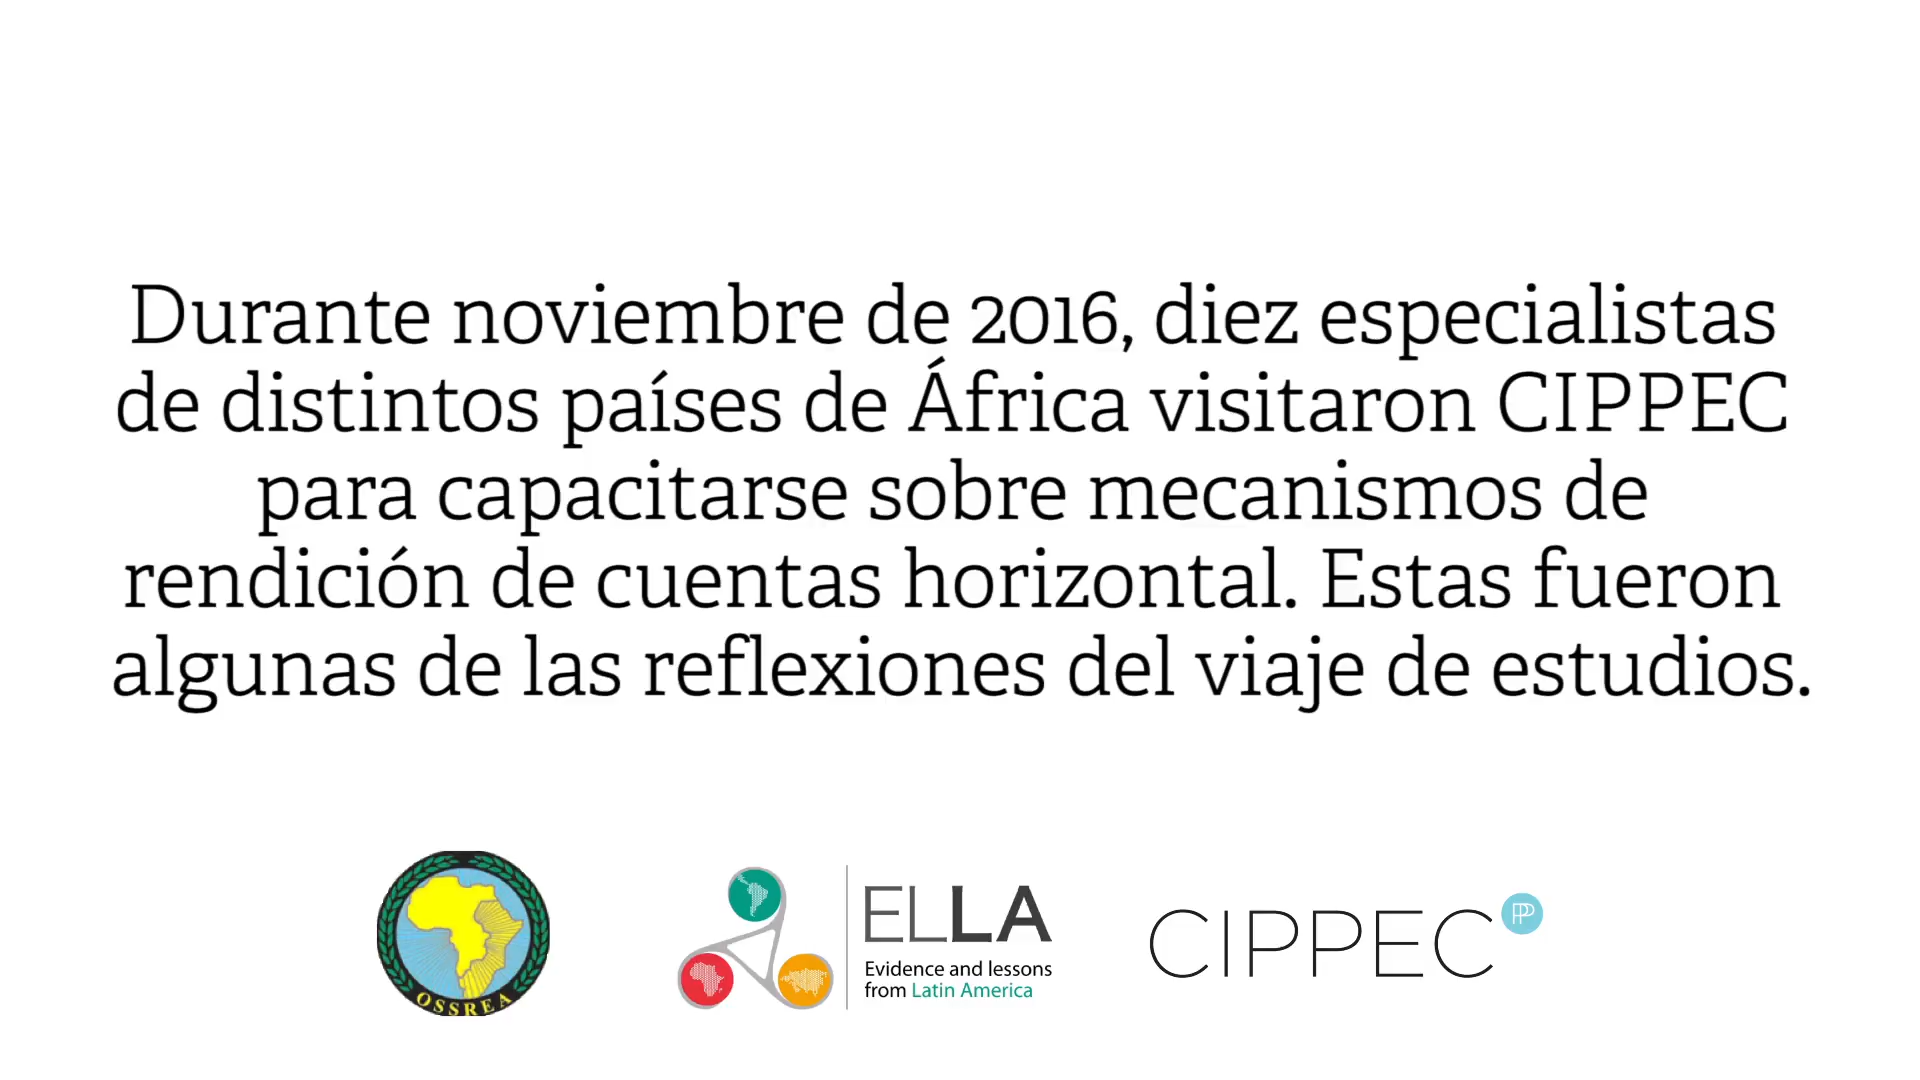 Durante noviembre de 2016, diez especialistas
de distintos países de África visitaron CIPPEC
para capacitarse sobre mecanismos de
rendición de cuentas horizontal. Estas fueron
algunas de las reflexiones del viaje de estudios.
OSSREA
ELLA
Evidence and lessons
from Latin America
CIPPEC
PP